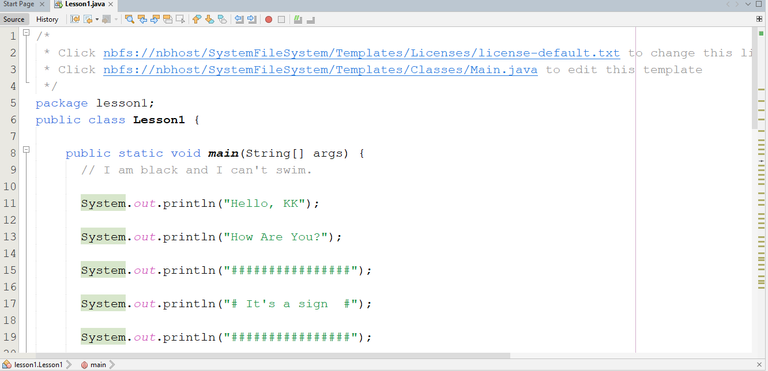 Start Page Lesson1.java
Source History
1 /*
2 * Click nbfs://nbhost/SystemFileSystem/Templates/Licenses/license-default.txt to change this li
3 * Click nbfs://nbhost/SystemFileSystem/Templates/Classes/Main.java to edit this template
4 */
5 package lesson1;
6 public class Lesson1 {
7
8 public static void main(String[] args) {
9 // I am black and I can't swim.
10
11 System.out.println("Hello, KK");
12
13 System.out.println("How Are You?");
14
15 System.out.println("################");
16
17 System.out.println("# It's a sign  #");
18
19 System.out.println("################");
lesson1.Lesson1 main